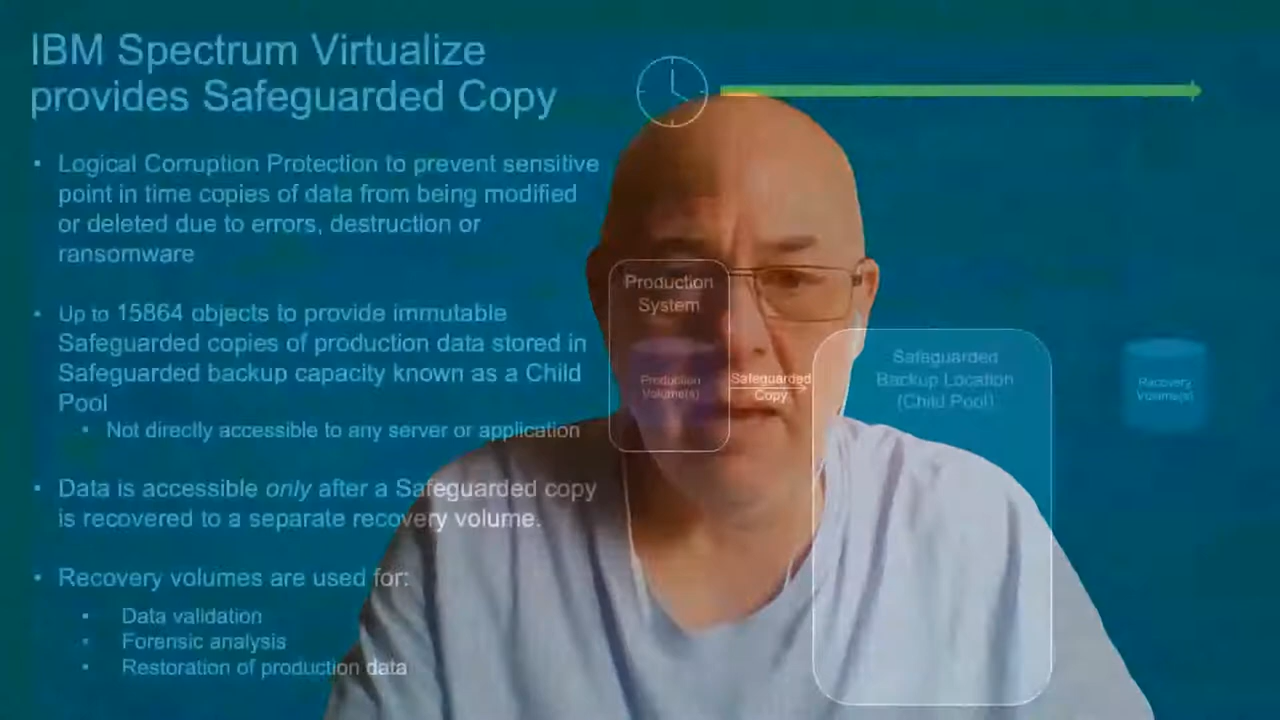 IBM Spectrum Virtualize
provides Safeguarded Copy
• Logical Corruption Protection to prevent sensitive
point in time copies of data from being modified
or deleted due to errors, destruction or
ransomware
• Up to 15864 objects to provide immutable
Safeguarded copies of production data stored in
Safeguarded backup capacity known as a Child
Pool
• Not directly accessible to any server or application
• Data is accessible only after a Safeguarded copy
is recovered to a separate recovery volume.
• Recovery volumes are used for:
• Data validation
• Forensic analysis
• Restoration of production data
Production
System
Production
Volume(s)
Safeguarded
Copy
Safeguarded
Backup Location
(Child Pool)
Recovery
Volume(s)